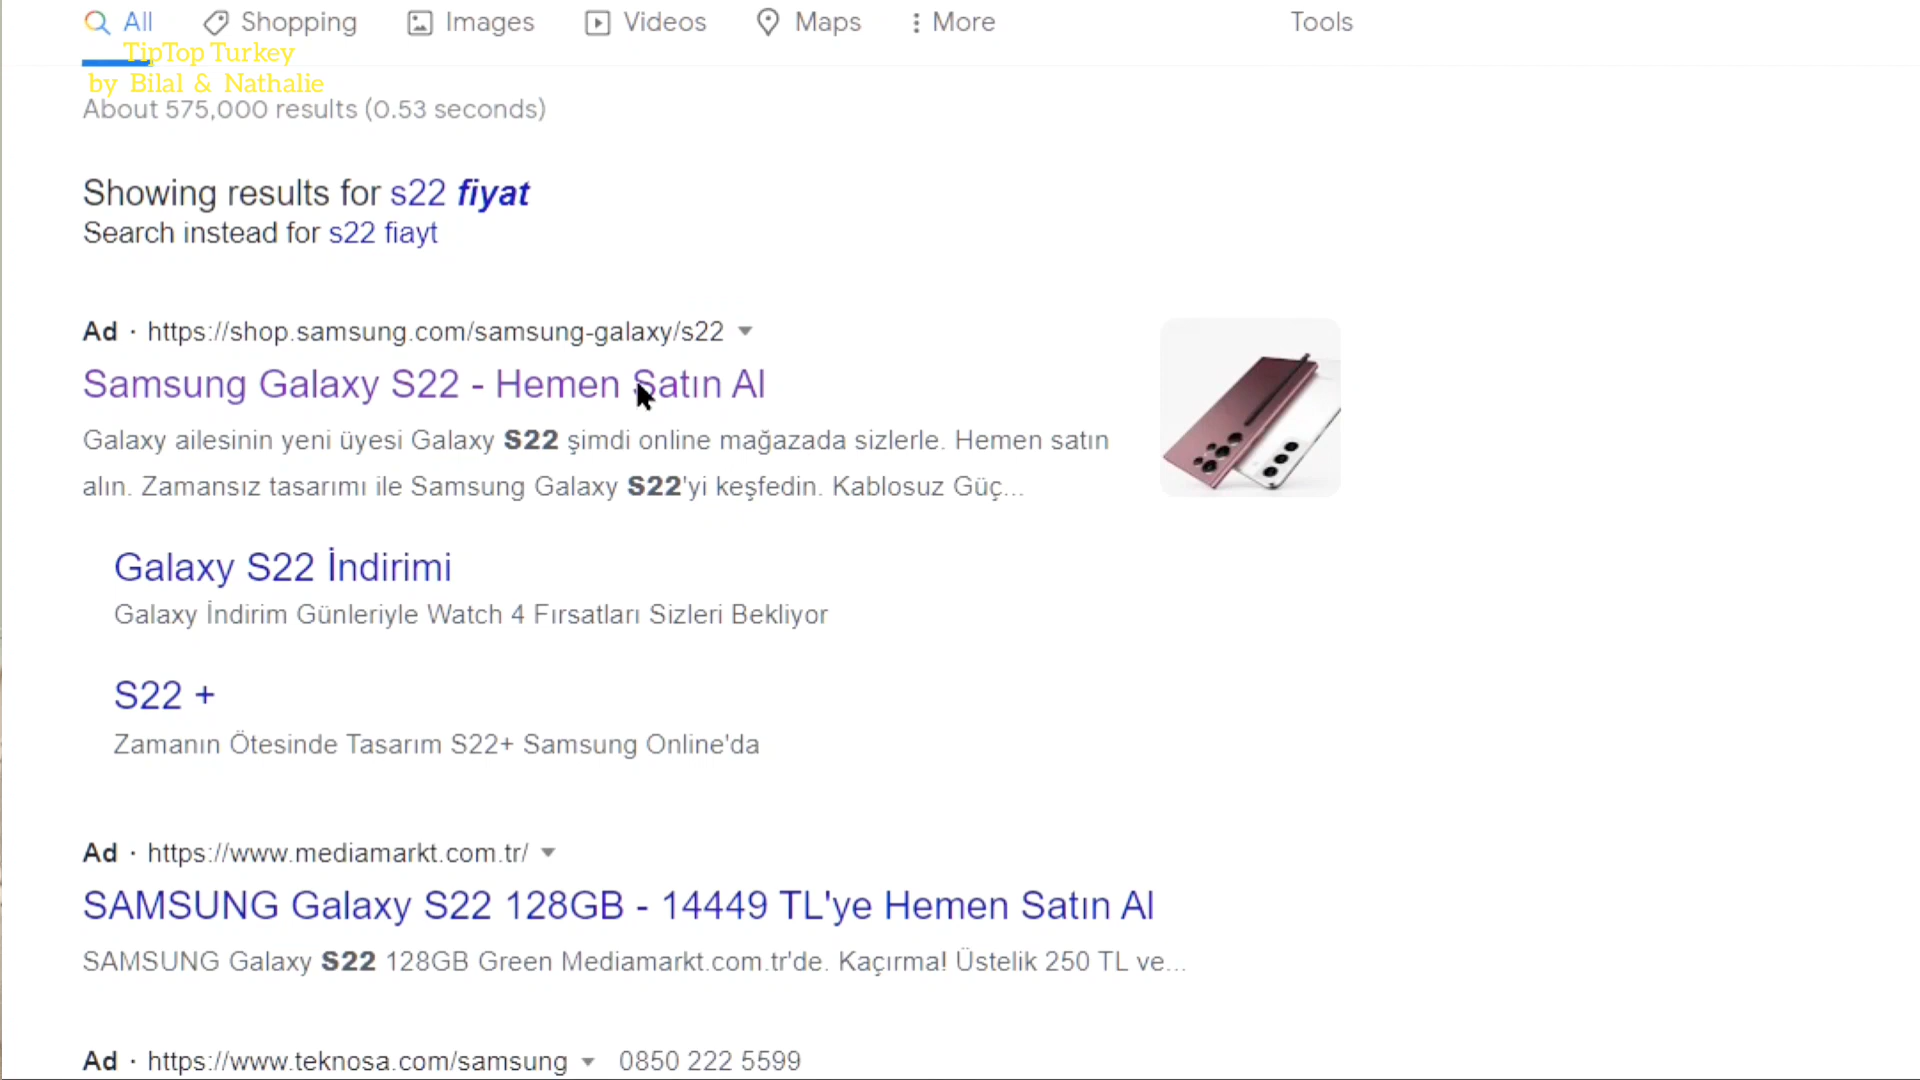 All Shopping Images Videos Maps More Tools
TipTop Turkey
by Bilal & Nathalie
About 575,000 results (0.53 seconds)
Showing results for s22 fiyat
Search instead for s22 fiayt
Ad · https://shop.samsung.com/samsung-galaxy/s22
Samsung Galaxy S22 - Hemen Satın Al
Galaxy ailesinin yeni üyesi Galaxy S22 şimdi online mağazada sizlerle. Hemen satın
alın. Zamansız tasarımı ile Samsung Galaxy S22'yi keşfedin. Kablosuz Güç...
Galaxy S22 İndirimi
Galaxy İndirim Günleriyle Watch 4 Fırsatları Sizleri Bekliyor
S22 +
Zamanın Ötesinde Tasarım S22+ Samsung Online'da
Ad · https://www.mediamarkt.com.tr/
SAMSUNG Galaxy S22 128GB - 14449 TL'ye Hemen Satın Al
SAMSUNG Galaxy S22 128GB Green Mediamarkt.com.tr'de. Kaçırma! Üstelik 250 TL ve...
Ad · https://www.teknosa.com/samsung 0850 222 5599